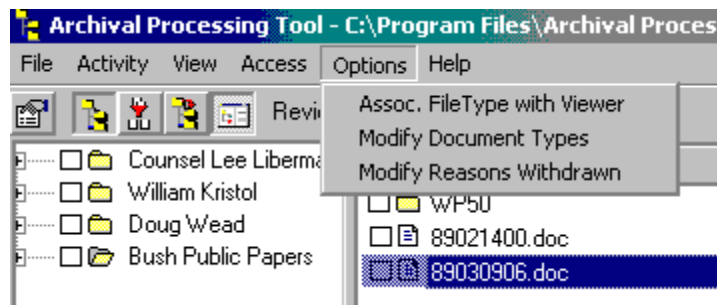 Archival Processing Tool - C:\Program Files\Archival Proces
File Activity View Access Options Help
Revi
Assoc. FileType with Viewer
Modify Document Types
Modify Reasons Withdrawn
Counsel Lee Liberma
William Kristol
Doug Wead
Bush Public Papers
WP50
89021400.doc
89030906.doc